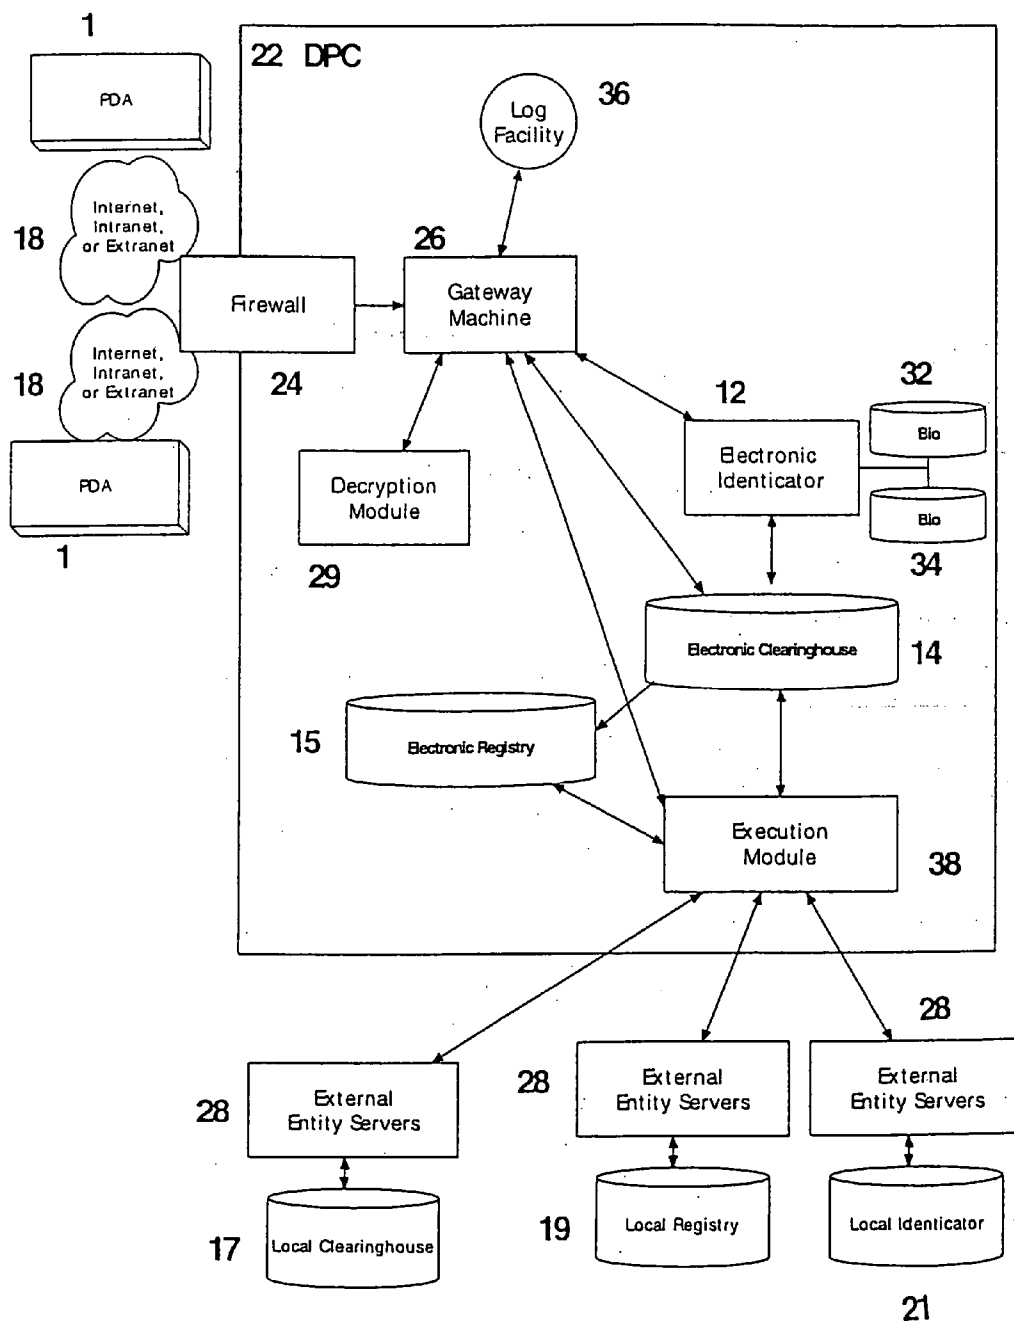 1
22 DPC
PDA
36
Log
Facility
Internet,
Intranet,
or Extranet
18
26
Firewall
Gateway
Machine
Internet,
Intranet,
or Extranet
18
24
32
12
Bio
PDA
Decryption
Module
Electronic
Identicator
Bio
1
29
34
Electronic Clearinghouse
14
15
Electronic Registry
Execution
Module
38
28
External
Entity Servers
28
External
Entity Servers
28
External
Entity Servers
17
Local Clearinghouse
19
Local Registry
Local Identicator
21